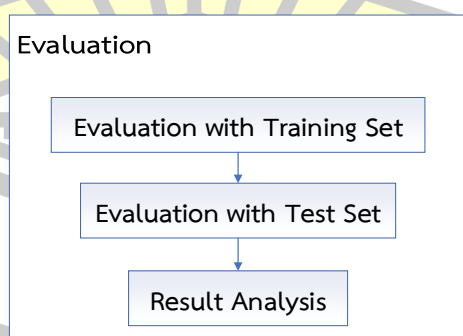 Evaluation
Evaluation with Training Set
Evaluation with Test Set
Result Analysis